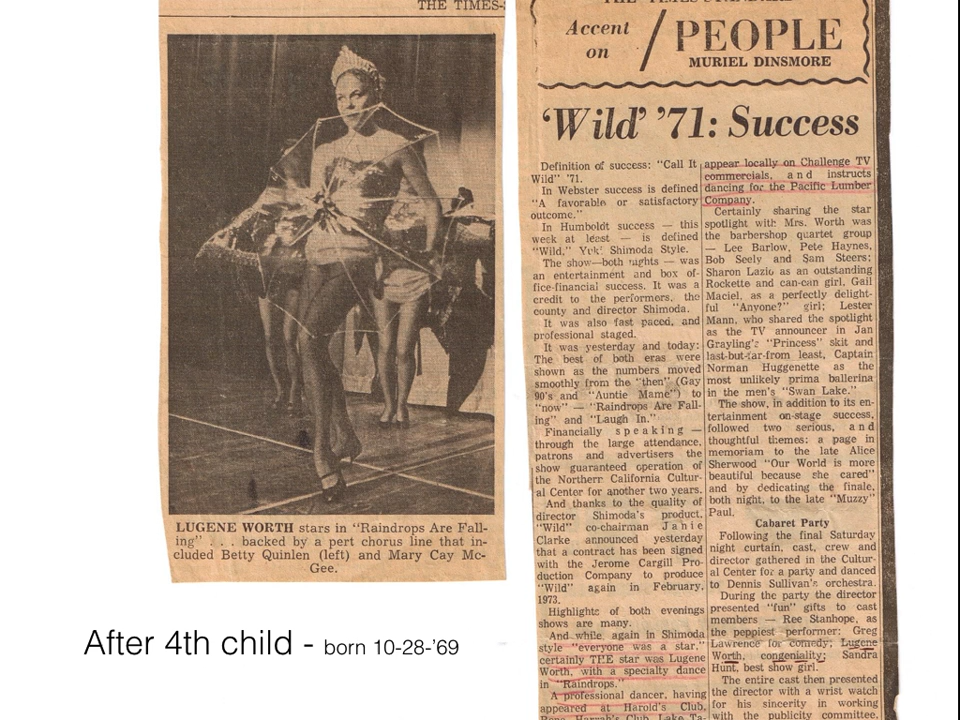 THE TIMES-
LUGENE WORTH stars in "Raindrops Are Fall-
ing" . . . backed by a pert chorus line that in-
cluded Betty Quinlen (left) and Mary Cay Mc-
Gee.
After 4th child - born 10-28-'69
Accent
on
PEOPLE
MURIEL DINSMORE
'Wild' '71: Success
Definition of success: "Call It
Wild" '71.
In Webster success is defined
"A favorable or satisfactory
outcome."
In Humboldt success — this
week at least — is defined
"Wild," Yuki Shimoda Style.
The show—both nights — was
an entertainment and box of-
fice-financial success. It was a
credit to the performers, the
county and director Shimoda.
It was also fast paced, and
professional staged.
It was yesterday and today:
The best of both eras were
shown as the numbers moved
smoothly from the "then" (Gay
90's and "Auntie Mame") to
"now" — "Raindrops Are Fall-
ing" and "Laugh In."
Financially speaking —
through the large attendance,
patrons and advertisers the
show guaranteed operation of
the Northern California Cultur-
al Center for another two years.
And thanks to the quality of
director Shimoda's product,
"Wild" co-chairman Janie
Clarke announced yesterday
that a contract has been signed
with the Jerome Cargill Pro-
duction Company to produce
"Wild" again in February,
1973.
Highlights of both evenings
shows are many.
And while, again in Shimoda
style "everyone was a star,"
certainly THE star was Lugene
Worth, with a specialty dance
in "Raindrops."
A professional dancer, having
appeared at Harold's Club,
Reno, Harrah's Club, Lake Ta-
appear locally on Challenge TV
commercials, and instructs
dancing for the Pacific Lumber
Company.
Certainly sharing the star
spotlight with Mrs. Worth was
the barbershop quartet group
— Lee Barlow, Pete Haynes,
Bob Seely and Sam Steers;
Sharon Lazio as an outstanding
Rockette and can-can girl, Gail
Maciel, as a perfectly delight-
ful "Anyone?" girl; Lester
Mann, who shared the spotlight
as the TV announcer in Jan
Grayling's "Princess" skit and
last-but-far-from least, Captain
Norman Huggenette as the
most unlikely prima ballerina
in the men's "Swan Lake."
The show, in addition to its en-
tertainment on-stage success,
followed two serious, and
thoughtful themes: a page in
memoriam to the late Alice
Sherwood "Our World is more
beautiful because she cared"
and by dedicating the finale,
both night, to the late "Muzzy"
Paul.
Cabaret Party
Following the final Saturday
night curtain, cast, crew and
director gathered in the Cultur-
al Center for a party and danced
to Dennis Sullivan's orchestra.
During the party the director
presented "fun" gifts to cast
members — Ree Stanhope, as
the peppiest performer; Greg
Lawrence for comedy; Lugene
Worth, congeniality; Sandra
Hunt, best show girl.
The entire cast then presented
the director with a wrist watch
for his sincerity in working
with the publicity committee,